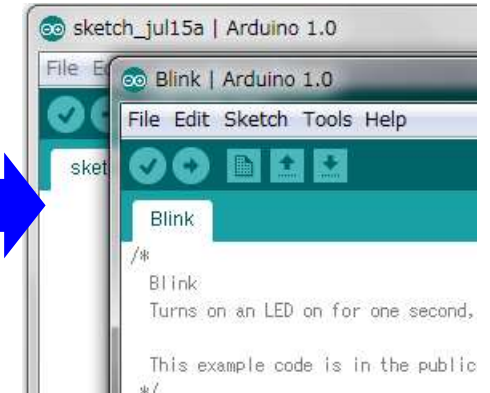 sketch_jul15a | Arduino 1.0
File
Blink | Arduino 1.0
File Edit Sketch Tools Help
sket
Blink
/*
Blink
Turns on an LED on for one second,
This example code is in the public
*/